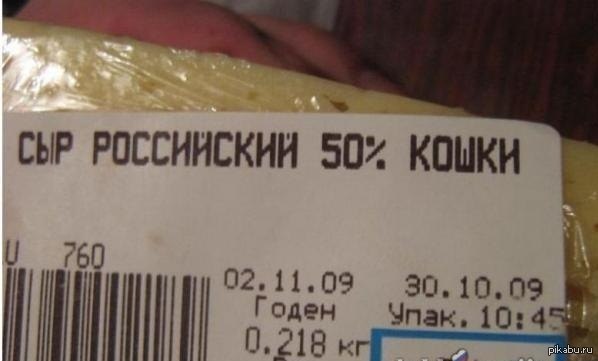 СЫР РОССИЙСКИЙ 50% КОШКИ
U 760
02.11.09 30.10.09
Годен Упак. 10:45
0.218 кг
pikabu.ru